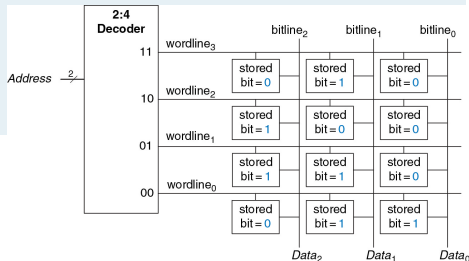 2:4
Decoder
bitline2 bitline1 bitline0
wordline3
11
stored bit = 0 stored bit = 1 stored bit = 0
Address 2
wordline2
10
stored bit = 1 stored bit = 0 stored bit = 0
wordline1
01
stored bit = 1 stored bit = 1 stored bit = 0
wordline0
00
stored bit = 0 stored bit = 1 stored bit = 1
Data2 Data1 Data0